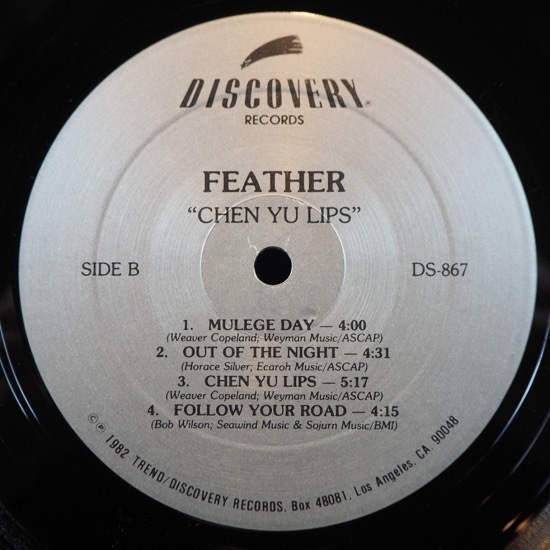 DISCOVERY
RECORDS
FEATHER
"CHEN YU LIPS"
SIDE B
DS-867
1. MULEGE DAY — 4:00
(Weaver Copeland; Weyman Music/ASCAP)
2. OUT OF THE NIGHT — 4:31
(Horace Silver; Ecaroh Music/ASCAP)
3. CHEN YU LIPS — 5:17
(Weaver Copeland; Weyman Music/ASCAP)
4. FOLLOW YOUR ROAD — 4:15
(Bob Wilson; Seawind Music & Sojurn Music/BMI)
© ℗ 1982 TREND/DISCOVERY RECORDS. Box 48081, Los Angeles, CA. 90048